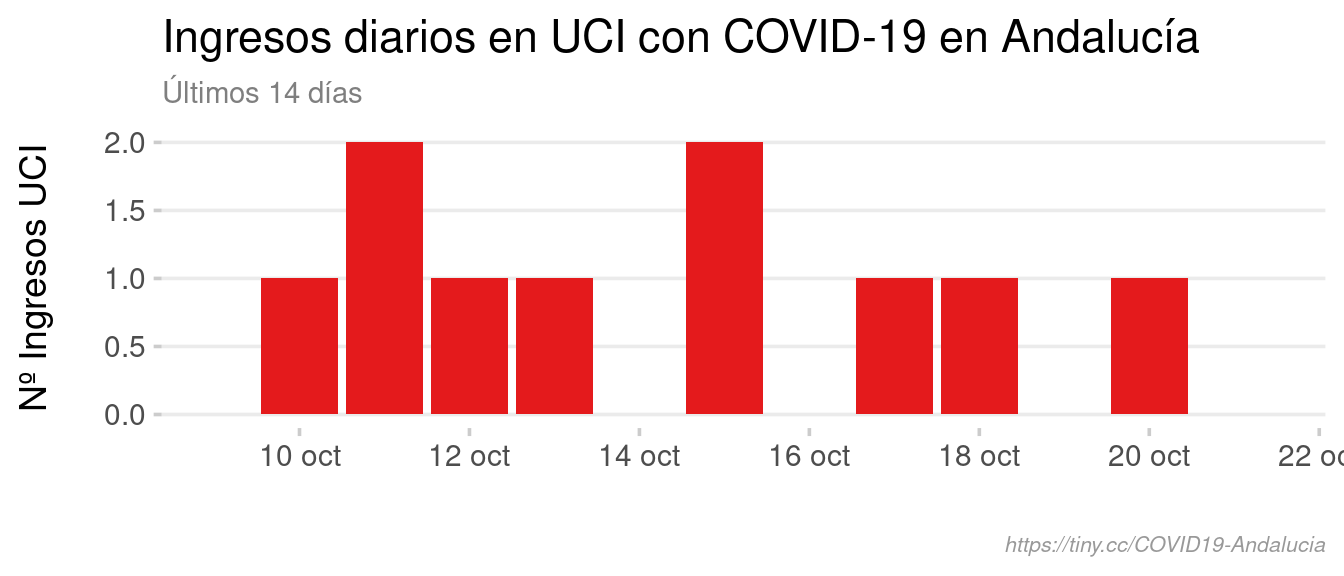 Ingresos diarios en UCI con COVID-19 en Andalucía
Últimos 14 días
Nº Ingresos UCI
2.0
1.5
1.0
0.5
0.0
10 oct 12 oct 14 oct 16 oct 18 oct 20 oct 22 oc
https://tiny.cc/COVID19-Andalucia